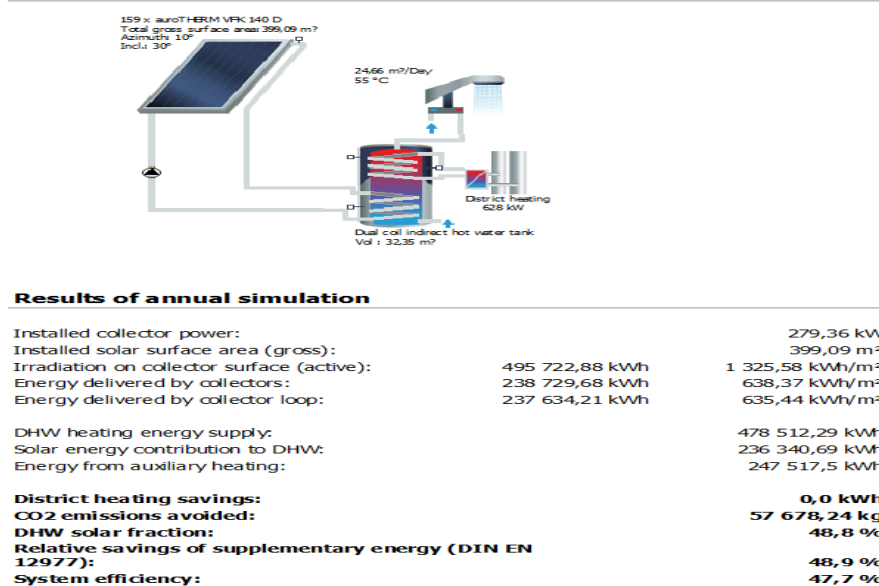 159 x auroTHERM VFK 140 D
Total gross surface area: 399,09 m?
Azimuth: 10°
Incl.: 30°
24,66 m?/Day
55 °C
District heating
628 kW
Dual coil indirect hot water tank
Vol : 32,35 m?
Results of annual simulation
Installed collector power: 279,36 kW
Installed solar surface area (gross): 399,09 m²
Irradiation on collector surface (active): 495 722,88 kWh 1 325,58 kWh/m²
Energy delivered by collectors: 238 729,68 kWh 638,37 kWh/m²
Energy delivered by collector loop: 237 634,21 kWh 635,44 kWh/m²
DHW heating energy supply: 478 512,29 kWh
Solar energy contribution to DHW: 236 340,69 kWh
Energy from auxiliary heating: 247 517,5 kWh
District heating savings: 0,0 kWh
CO2 emissions avoided: 57 678,24 kg
DHW solar fraction: 48,8 %
Relative savings of supplementary energy (DIN EN
12977): 48,9 %
System efficiency: 47,7 %